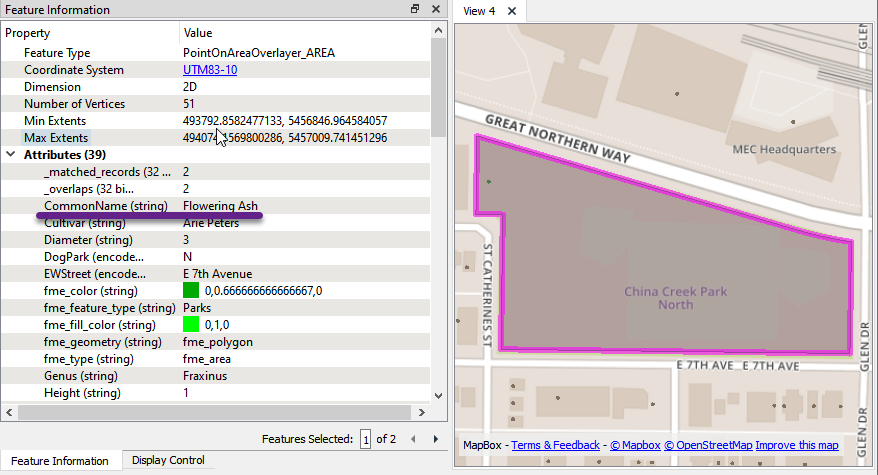 Feature Information
Property Value
Feature Type PointOnAreaOverlayer_AREA
Coordinate System UTM83-10
Dimension 2D
Number of Vertices 51
Min Extents 493792.8582477133, 5456846.964584057
Max Extents 5457009.741451296
Attributes (39)
_matched_records (32 ... 2
_overlaps (32 bi... 2
CommonName (string) Flowering Ash
Cultivar (string) Arie Peters
Diameter (string) 3
DogPark (encode... N
EWStreet (encode... E 7th Avenue
fme_color (string) 0,0.666666666666667,0
fme_feature_type (string) Parks
fme_fill_color (string) 0,1,0
fme_geometry (string) fme_polygon
fme_type (string) fme_area
Genus (string) Fraxinus
Height (string) 1
Features Selected: 1 of 2
Feature Information Display Control
View 4
GLEN
GREAT NORTHERN WAY
MEC Headquarters
ST CATHERINES ST
China Creek Park
North
GLEN DR
E 7TH AVE E 7TH AVE
GLEN DR
MapBox - Terms & Feedback - © Mapbox © OpenStreetMap Improve this map